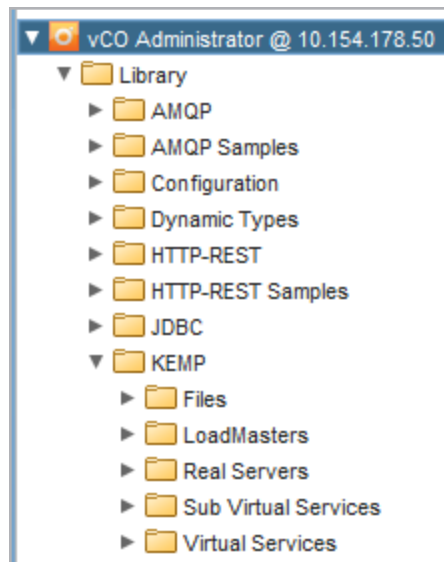 vCO Administrator @ 10.154.178.50
Library
AMQP
AMQP Samples
Configuration
Dynamic Types
HTTP-REST
HTTP-REST Samples
JDBC
KEMP
Files
LoadMasters
Real Servers
Sub Virtual Services
Virtual Services